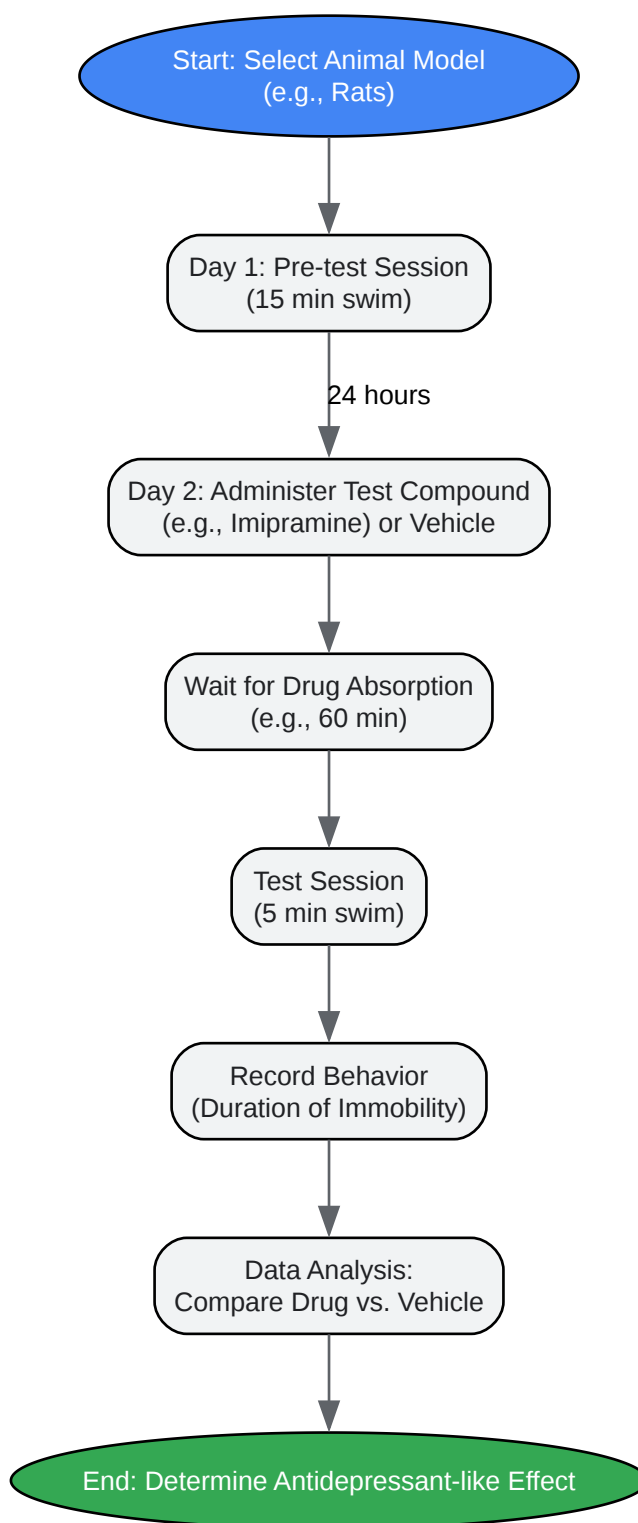 Start: Select Animal Model
(e.g., Rats)
Day 1: Pre-test Session
(15 min swim)
24 hours
Day 2: Administer Test Compound
(e.g., Imipramine) or Vehicle
Wait for Drug Absorption
(e.g., 60 min)
Test Session
(5 min swim)
Record Behavior
(Duration of Immobility)
Data Analysis:
Compare Drug vs. Vehicle
End: Determine Antidepressant-like Effect